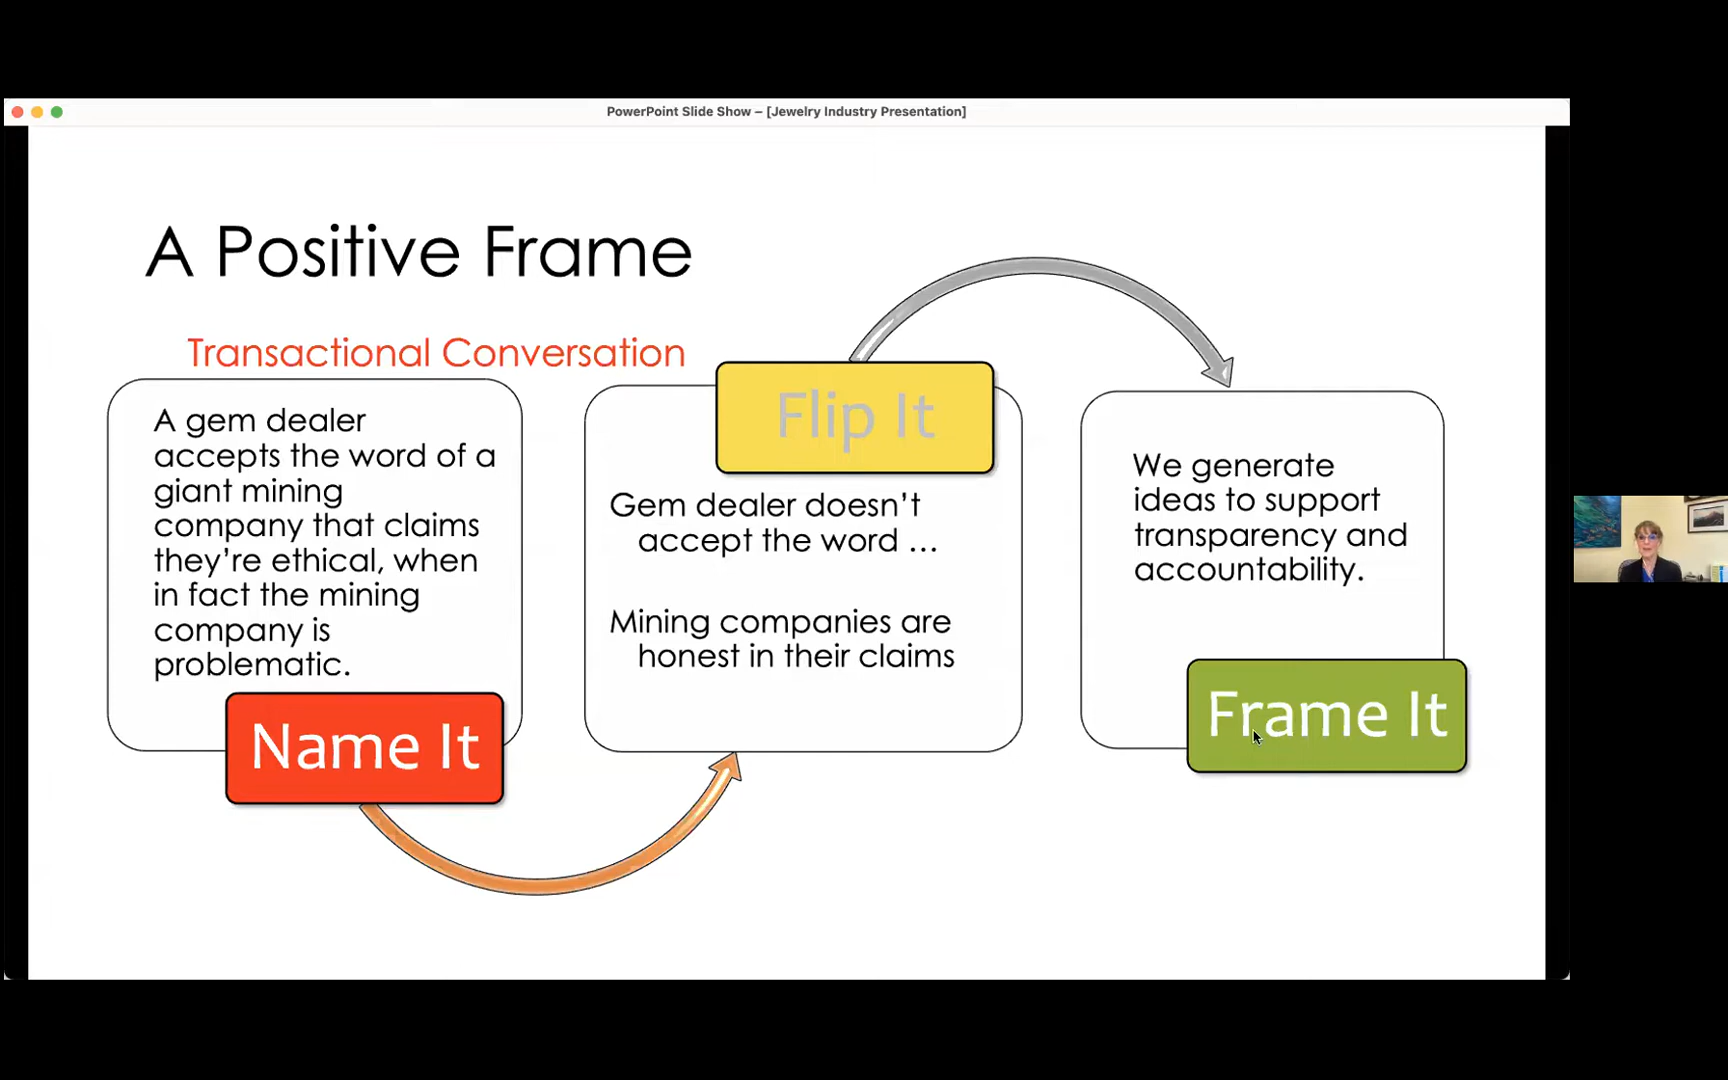 PowerPoint Slide Show – [Jewelry Industry Presentation]
A Positive Frame
Transactional Conversation
A gem dealer
accepts the word of a
giant mining
company that claims
they’re ethical, when
in fact the mining
company is
problematic.
Name It
Flip It
Gem dealer doesn’t
accept the word …
Mining companies are
honest in their claims
We generate
ideas to support
transparency and
accountability.
Frame It